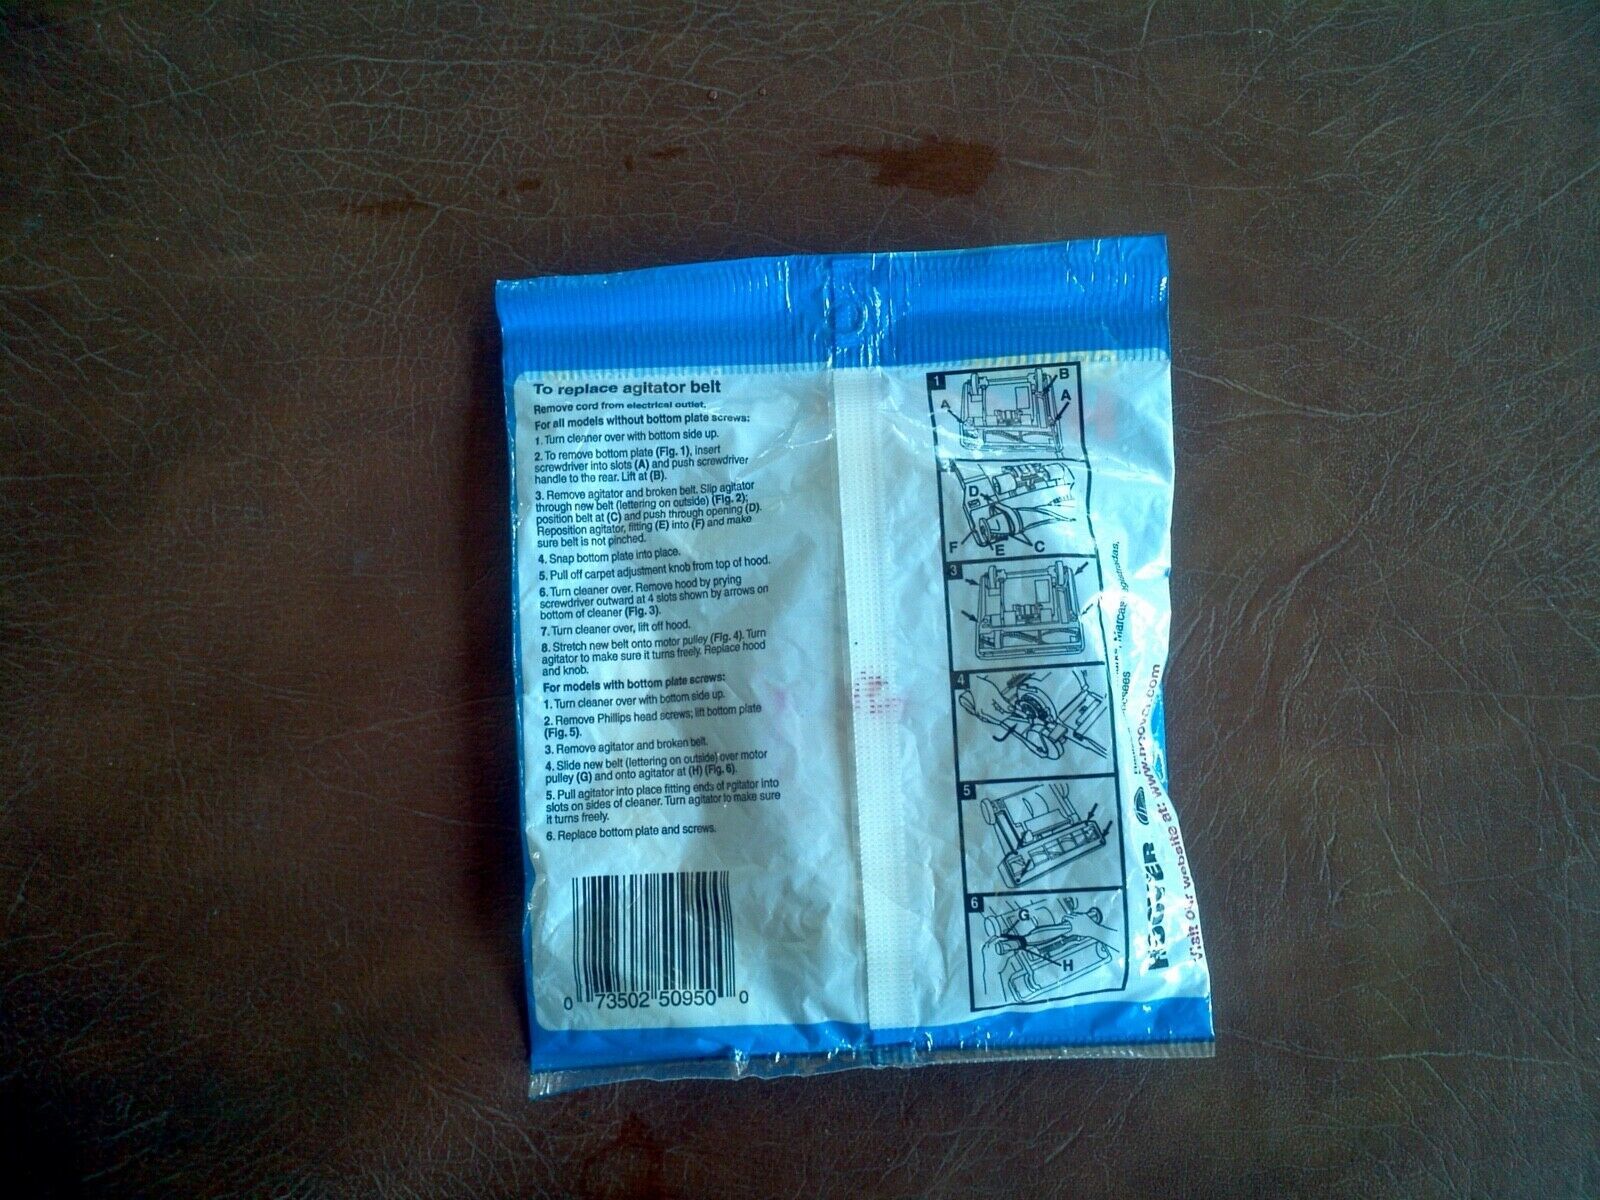 To replace agitator belt
Remove cord from electrical outlet.
For all models without bottom plate screws:
1. Turn cleaner over with bottom side up.
2. To remove bottom plate (Fig. 1), insert
screwdriver into slots (A) and push screwdriver
handle to the rear. Lift at (B).
3. Remove agitator and broken belt. Slip agitator
through new belt (lettering on outside) (Fig. 2);
position belt at (C) and push through opening (D).
Reposition agitator, fitting (E) into (F) and make
sure belt is not pinched.
4. Snap bottom plate into place.
5. Pull off carpet adjustment knob from top of hood.
6. Turn cleaner over. Remove hood by prying
screwdriver outward at 4 slots shown by arrows on
bottom of cleaner (Fig. 3).
7. Turn cleaner over, lift off hood.
8. Stretch new belt onto motor pulley (Fig. 4). Turn
agitator to make sure it turns freely. Replace hood
and knob.
For models with bottom plate screws:
1. Turn cleaner over with bottom side up.
2. Remove Phillips head screws; lift bottom plate
(Fig. 5).
3. Remove agitator and broken belt.
4. Slide new belt (lettering on outside) over motor
pulley (G) and onto agitator at (H) (Fig. 6).
5. Pull agitator into place fitting ends of agitator into
slots on sides of cleaner. Turn agitator to make sure
it turns freely.
6. Replace bottom plate and screws.
0 73502 50950 0
1
B
A
A
D
F
E
C
3
4
5
6
G
H
Marcas
HOOVER
Visit our website at: www.hoover.com